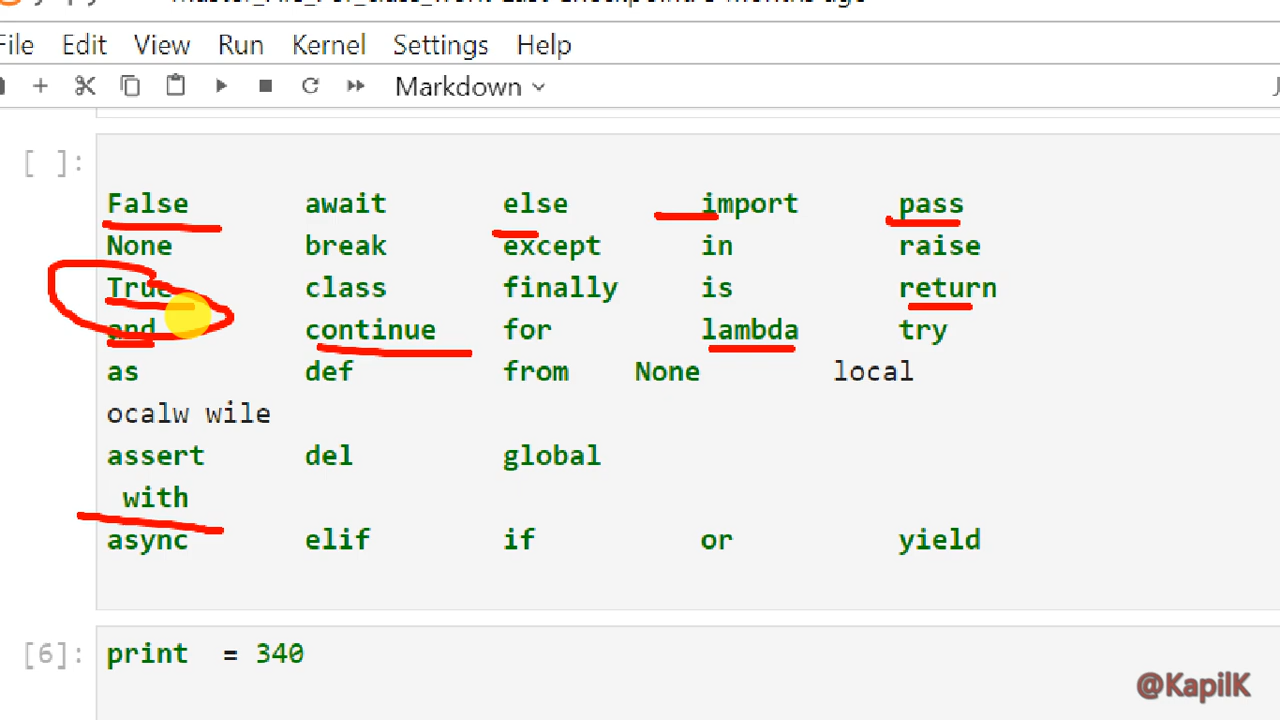 File Edit View Run Kernel Settings Help
Markdown
[ ]:
False await else import pass
None break except in raise
True class finally is return
and continue for lambda try
as def from None local
ocalw wile
assert del global
with
async elif if or yield
[6]: print = 340
@KapilK